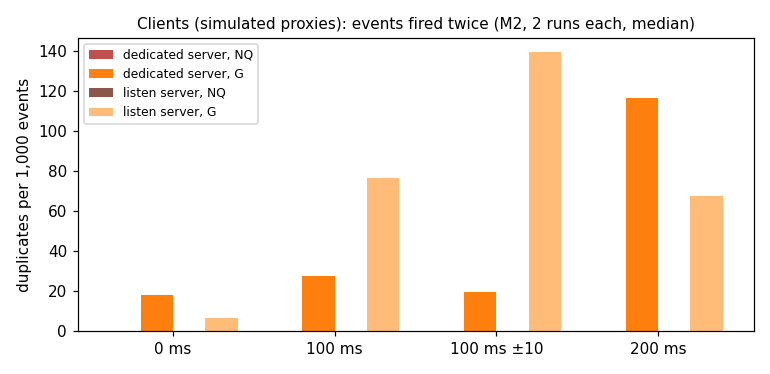 Clients (simulated proxies): events fired twice (M2, 2 runs each, median)
duplicates per 1,000 events
140
120
100
80
60
40
20
0
dedicated server, NQ
dedicated server, G
listen server, NQ
listen server, G
0 ms
100 ms
100 ms ±10
200 ms